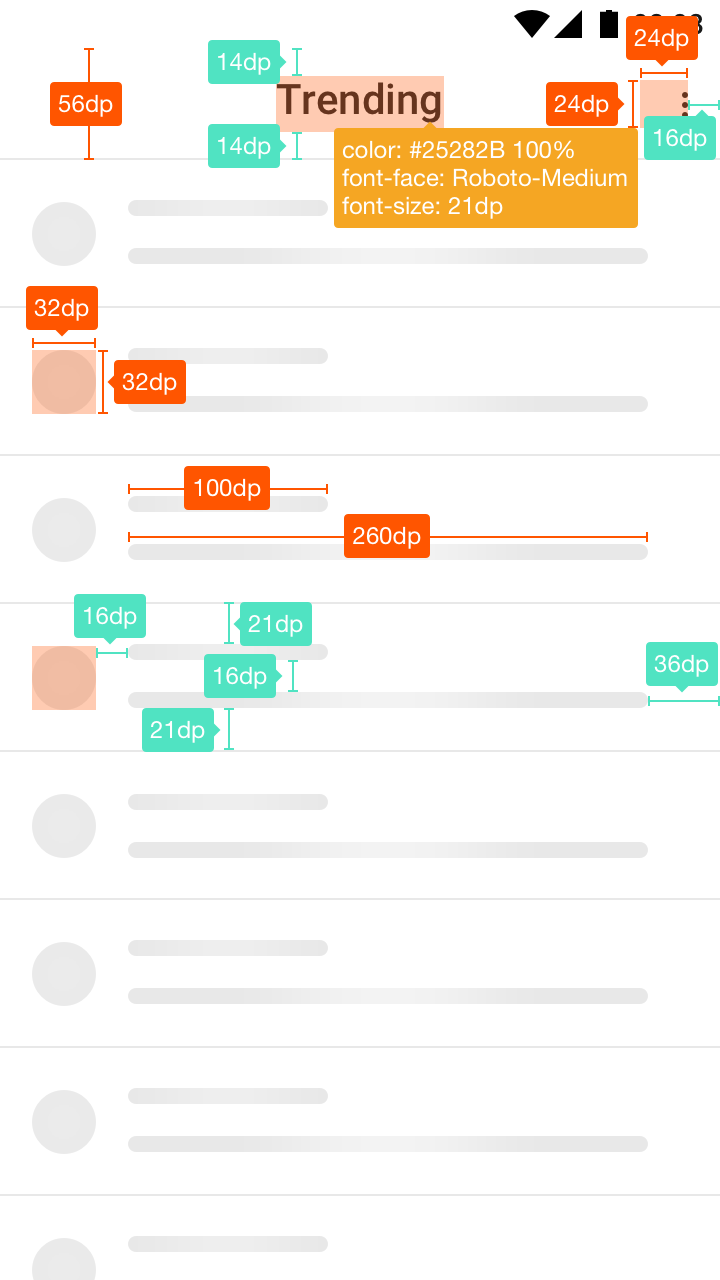 24dp
14dp
56dp
Trending
24dp
14dp
16dp
color: #25282B 100%
font-face: Roboto-Medium
font-size: 21dp
32dp
32dp
100dp
260dp
16dp
21dp
16dp
36dp
21dp